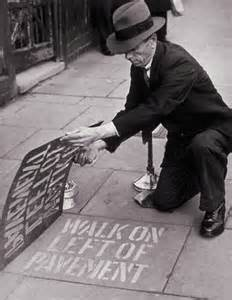 WALK ON
LEFT OF
PAVEMENT